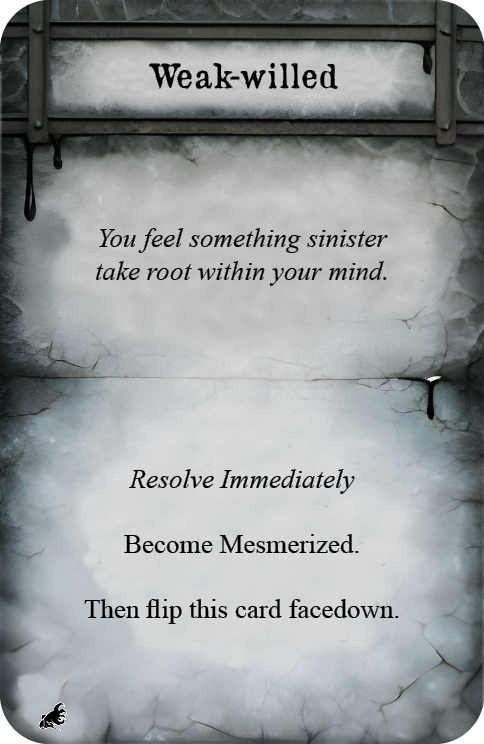 Weak-willed
You feel something sinister
take root within your mind.
Resolve Immediately
Become Mesmerized.
Then flip this card facedown.